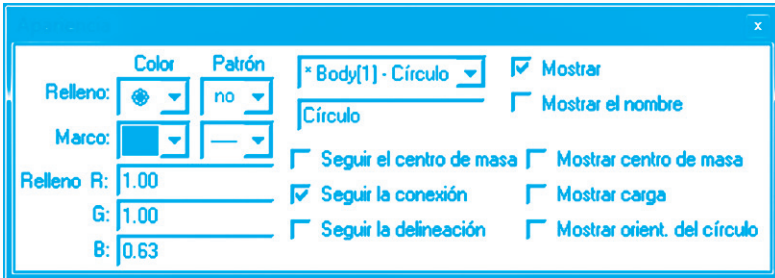 x
Color Patrón
Relleno: no
Marco:
Relleno R: 1.00
G: 1.00
B: 0.63
* Body[1] - Círculo
Círculo
Mostrar
Mostrar el nombre
Seguir el centro de masa
Seguir la conexión
Seguir la delineación
Mostrar centro de masa
Mostrar carga
Mostrar orient. del círculo